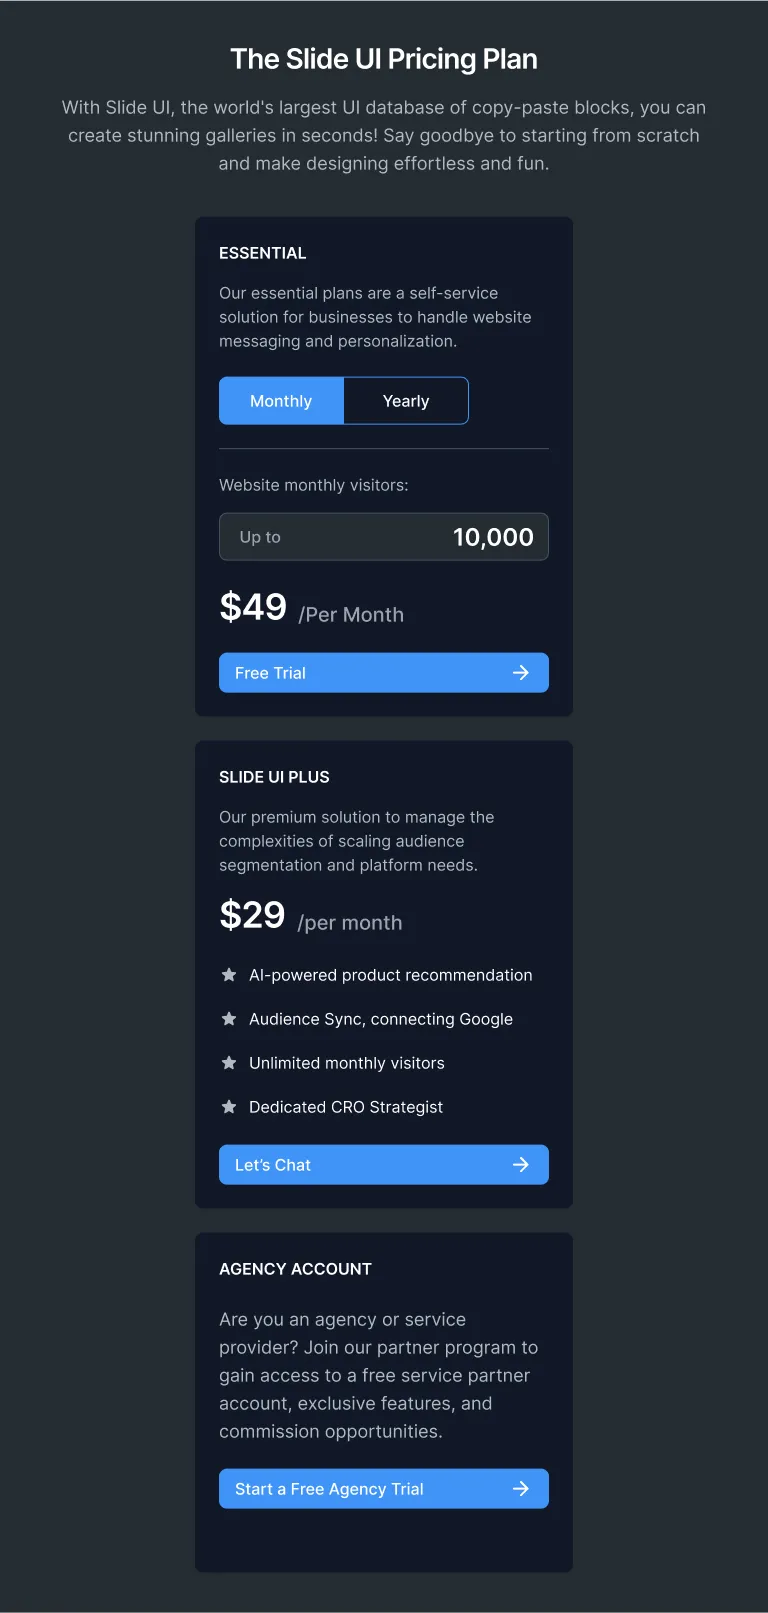 The Slide UI Pricing Plan
With Slide UI, the world's largest UI database of copy-paste blocks, you can
create stunning galleries in seconds! Say goodbye to starting from scratch
and make designing effortless and fun.
ESSENTIAL
Our essential plans are a self-service
solution for businesses to handle website
messaging and personalization.
Monthly Yearly
Website monthly visitors:
Up to 10,000
$49 /Per Month
Free Trial
SLIDE UI PLUS
Our premium solution to manage the
complexities of scaling audience
segmentation and platform needs.
$29 /per month
AI-powered product recommendation
Audience Sync, connecting Google
Unlimited monthly visitors
Dedicated CRO Strategist
Let’s Chat
AGENCY ACCOUNT
Are you an agency or service
provider? Join our partner program to
gain access to a free service partner
account, exclusive features, and
commission opportunities.
Start a Free Agency Trial